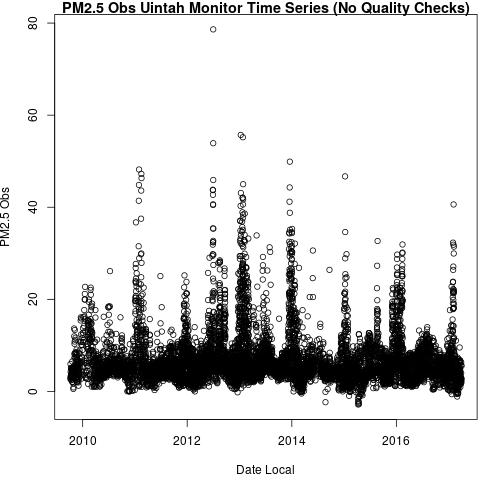 PM2.5 Obs Uintah Monitor Time Series (No Quality Checks)
80
60
40
20
0
PM2.5 Obs
2010 2012 2014 2016
Date Local